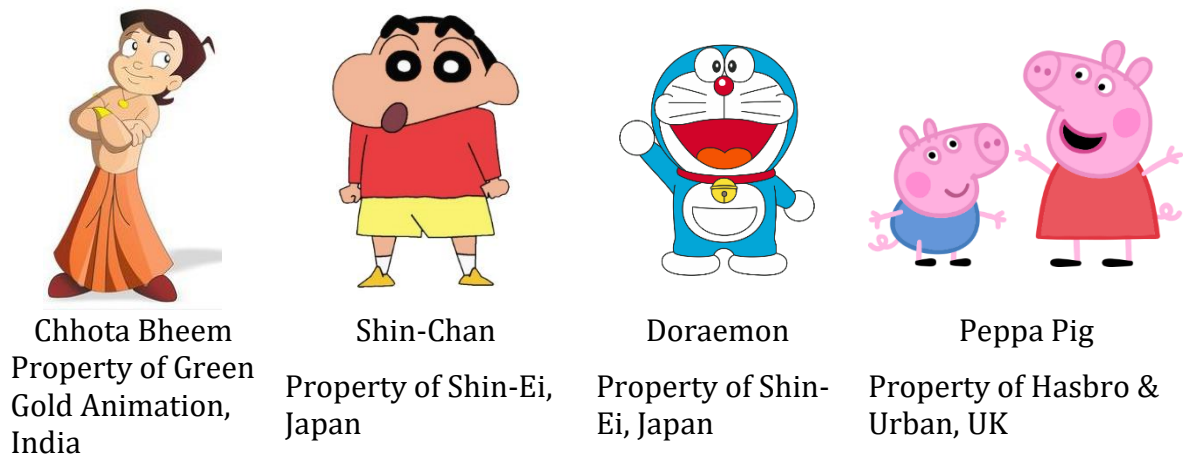 Chhota Bheem
Property of Green
Gold Animation,
India
Shin-Chan
Property of Shin-Ei,
Japan
Doraemon
Property of Shin-
Ei, Japan
Peppa Pig
Property of Hasbro &
Urban, UK